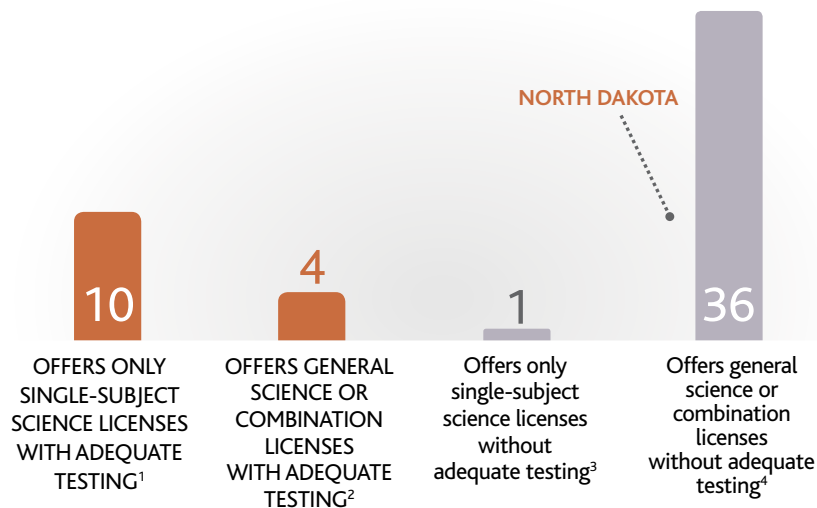 NORTH DAKOTA
10
4
1
36
OFFERS ONLY
SINGLE-SUBJECT
SCIENCE LICENSES
WITH ADEQUATE
TESTING¹
OFFERS GENERAL
SCIENCE OR
COMBINATION
LICENSES
WITH ADEQUATE
TESTING²
Offers only
single-subject
science licenses
without
adequate testing³
Offers general
science or
combination
licenses
without adequate
testing⁴